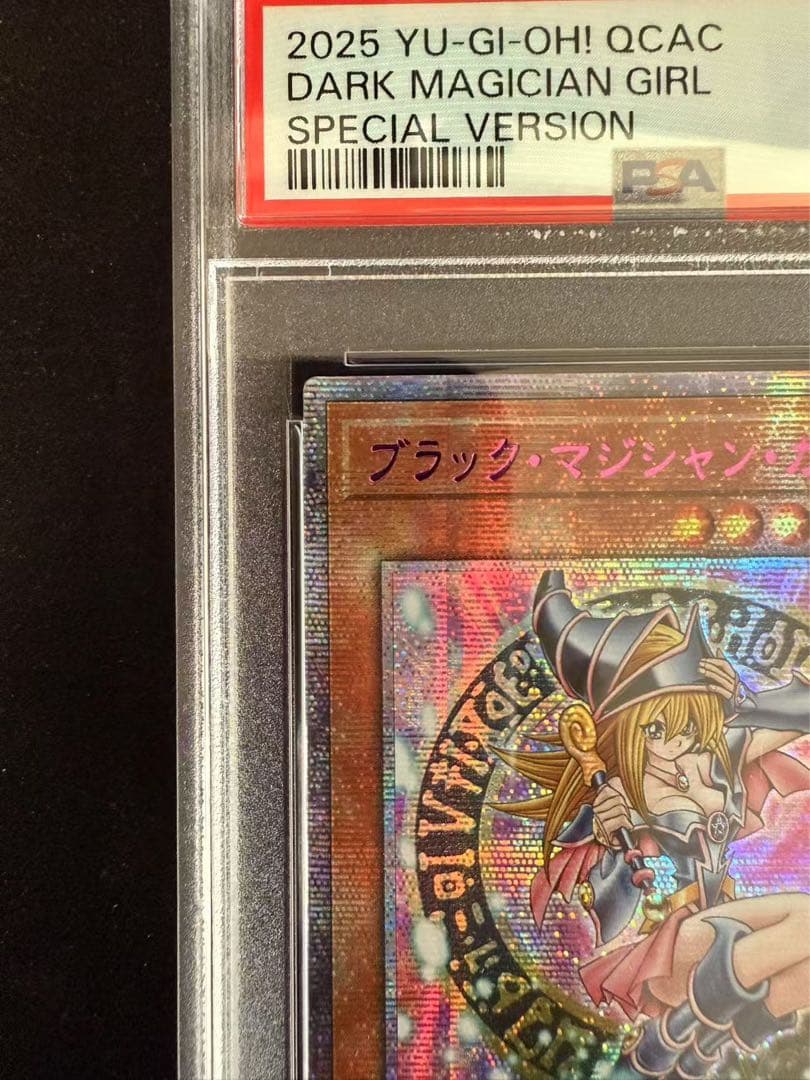 2025 YU-GI-OH! QCAC
DARK MAGICIAN GIRL
SPECIAL VERSION
PSA
ブラック・マジシャン・